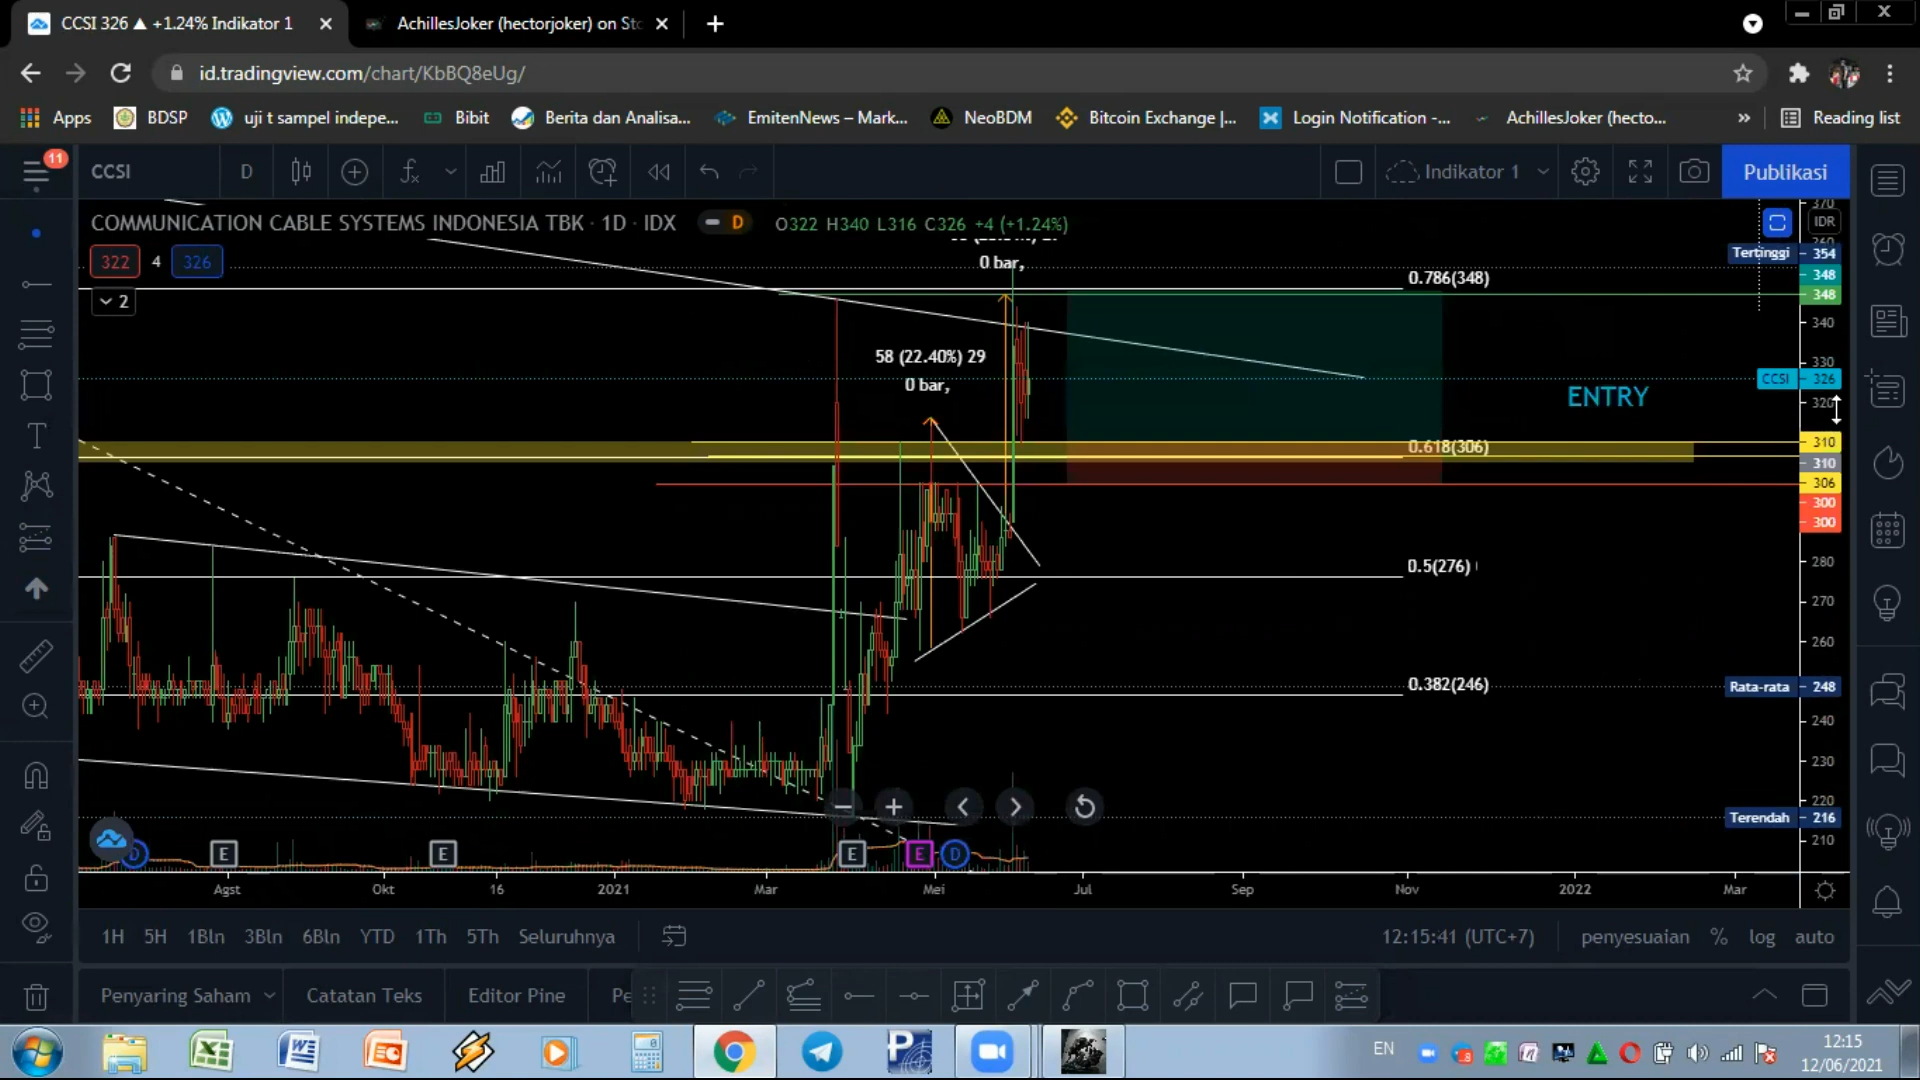 CCSI 326 ▲ +1.24% Indikator 1
AchillesJoker (hectorjoker) on Sto
id.tradingview.com/chart/KbBQ8eUg/
Apps
BDSP
uji t sampel indepe...
Bibit
Berita dan Analisa...
EmitenNews – Mark...
NeoBDM
Bitcoin Exchange |...
Login Notification -...
AchillesJoker (hecto...
»
Reading list
11
CCSI
D
Indikator 1
Publikasi
COMMUNICATION CABLE SYSTEMS INDONESIA TBK · 1D · IDX
D
O322 H340 L316 C326 +4 (+1.24%)
IDR
322
4
326
2
0 bar,
58 (22.40%) 29
0 bar,
0.786(348)
0.618(306)
0.5(276)
0.382(246)
ENTRY
370
360
Tertinggi 354
348
348
340
330
CCSI 326
320
310
310
306
300
300
280
270
260
Rata-rata 248
240
230
220
Terendah 216
210
D
E
E
E
E
D
Agst
Okt
16
2021
Mar
Mei
Jul
Sep
Nov
2022
Mar
1H 5H 1Bln 3Bln 6Bln YTD 1Th 5Th Seluruhnya
12:15:41 (UTC+7)
penyesuaian % log auto
Penyaring Saham
Catatan Teks
Editor Pine
Pe
EN
12:15
12/06/2021